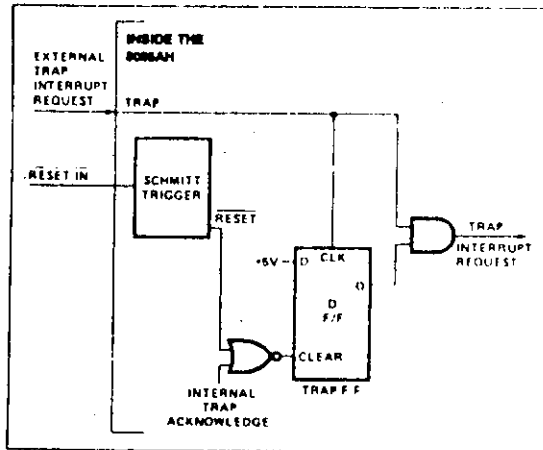 INSIDE THE
8085AH
EXTERNAL
TRAP
INTERRUPT
REQUEST
TRAP
RESET IN
SCHMITT
TRIGGER
RESET
+5V
D
CLK
Q
D
F/F
CLEAR
TRAP F F
TRAP
INTERRUPT
REQUEST
INTERNAL
TRAP
ACKNOWLEDGE